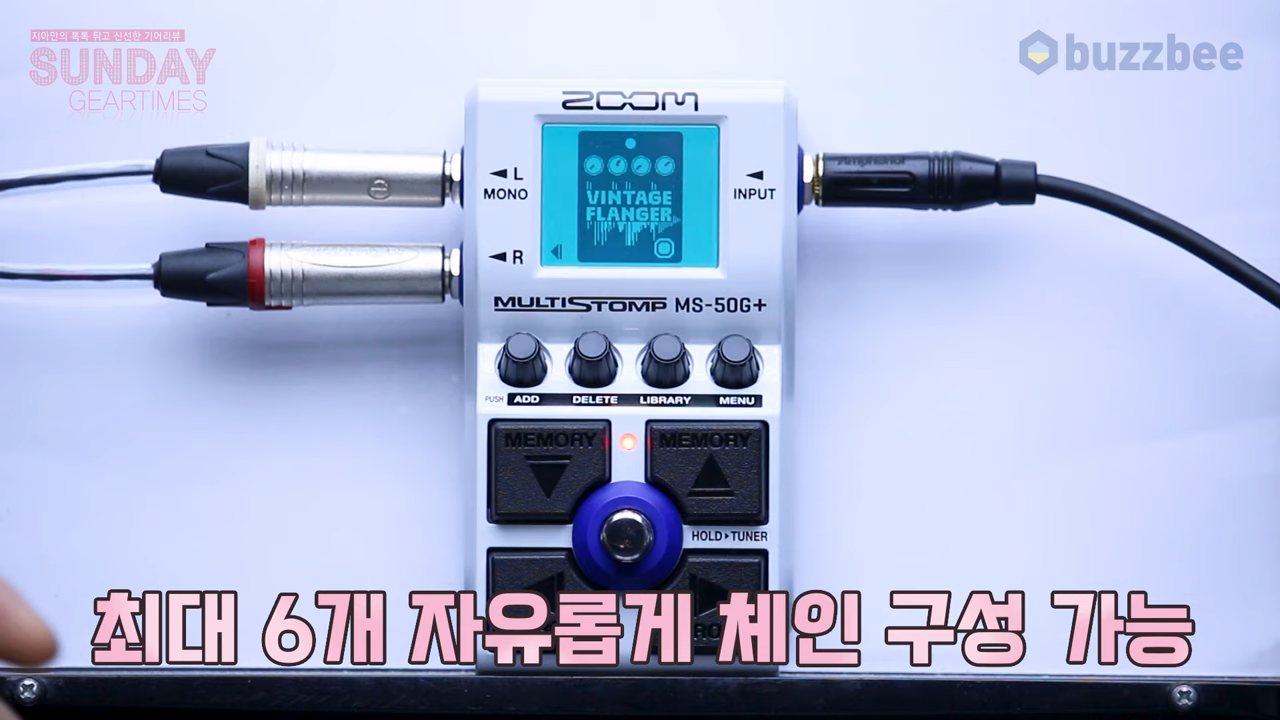 지아만의 톡톡 튀고 신선한 기어리뷰
SUNDAY
GEARTIMES
buzzbee
ZOOM
L
MONO
INPUT
Amphenol
VINTAGE
FLANGER
R
MULTISTOMP MS-50G+
PUSH ADD DELETE LIBRARY MENU
MEMORY MEMORY
HOLD▸TUNER
최대 6개 자유롭게 체인 구성 가능